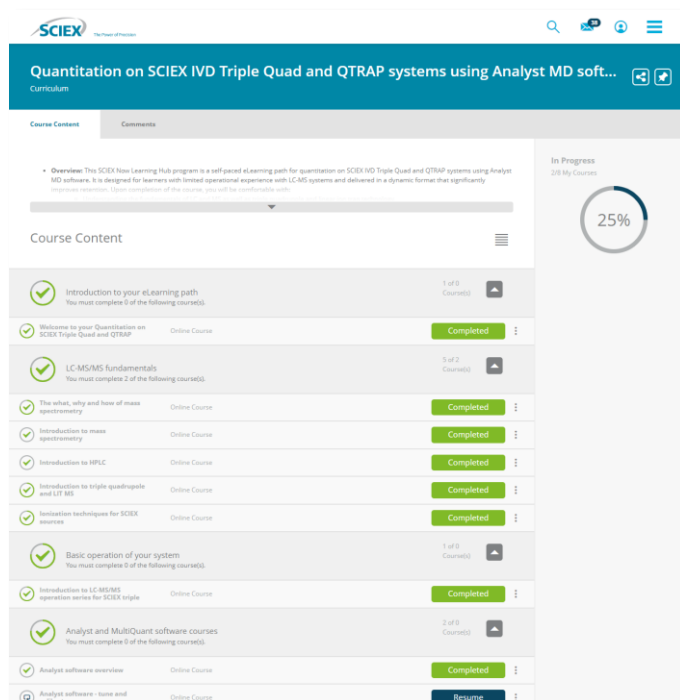 SCIEX
The Power of Precision
38
Quantitation on SCIEX IVD Triple Quad and QTRAP systems using Analyst MD soft...
Curriculum
Course Content
Comments
Overview: This SCIEX Now Learning Hub program is a self-paced eLearning path for quantitation on SCIEX IVD Triple Quad and QTRAP systems using Analyst
MD software. It is designed for learners with limited operational experience with LC-MS systems and delivered in a dynamic format that significantly
improves retention. Upon completion of the course, you will be comfortable with:
In Progress
2/8 My Courses
25%
Course Content
Introduction to your eLearning path
You must complete 0 of the following course(s).
1 of 0
Course(s)
Welcome to your Quantitation on
SCIEX Triple Quad and QTRAP
Online Course
Completed
LC-MS/MS fundamentals
You must complete 2 of the following course(s).
5 of 2
Course(s)
The what, why and how of mass
spectrometry
Online Course
Completed
Introduction to mass
spectrometry
Online Course
Completed
Introduction to HPLC
Online Course
Completed
Introduction to triple quadrupole
and LIT MS
Online Course
Completed
Ionization techniques for SCIEX
sources
Online Course
Completed
Basic operation of your system
You must complete 0 of the following course(s).
1 of 0
Course(s)
Introduction to LC-MS/MS
operation series for SCIEX triple
Online Course
Completed
Analyst and MultiQuant software courses
You must complete 0 of the following course(s).
2 of 0
Course(s)
Analyst software overview
Online Course
Completed
Analyst software - tune and
Online Course
Resume